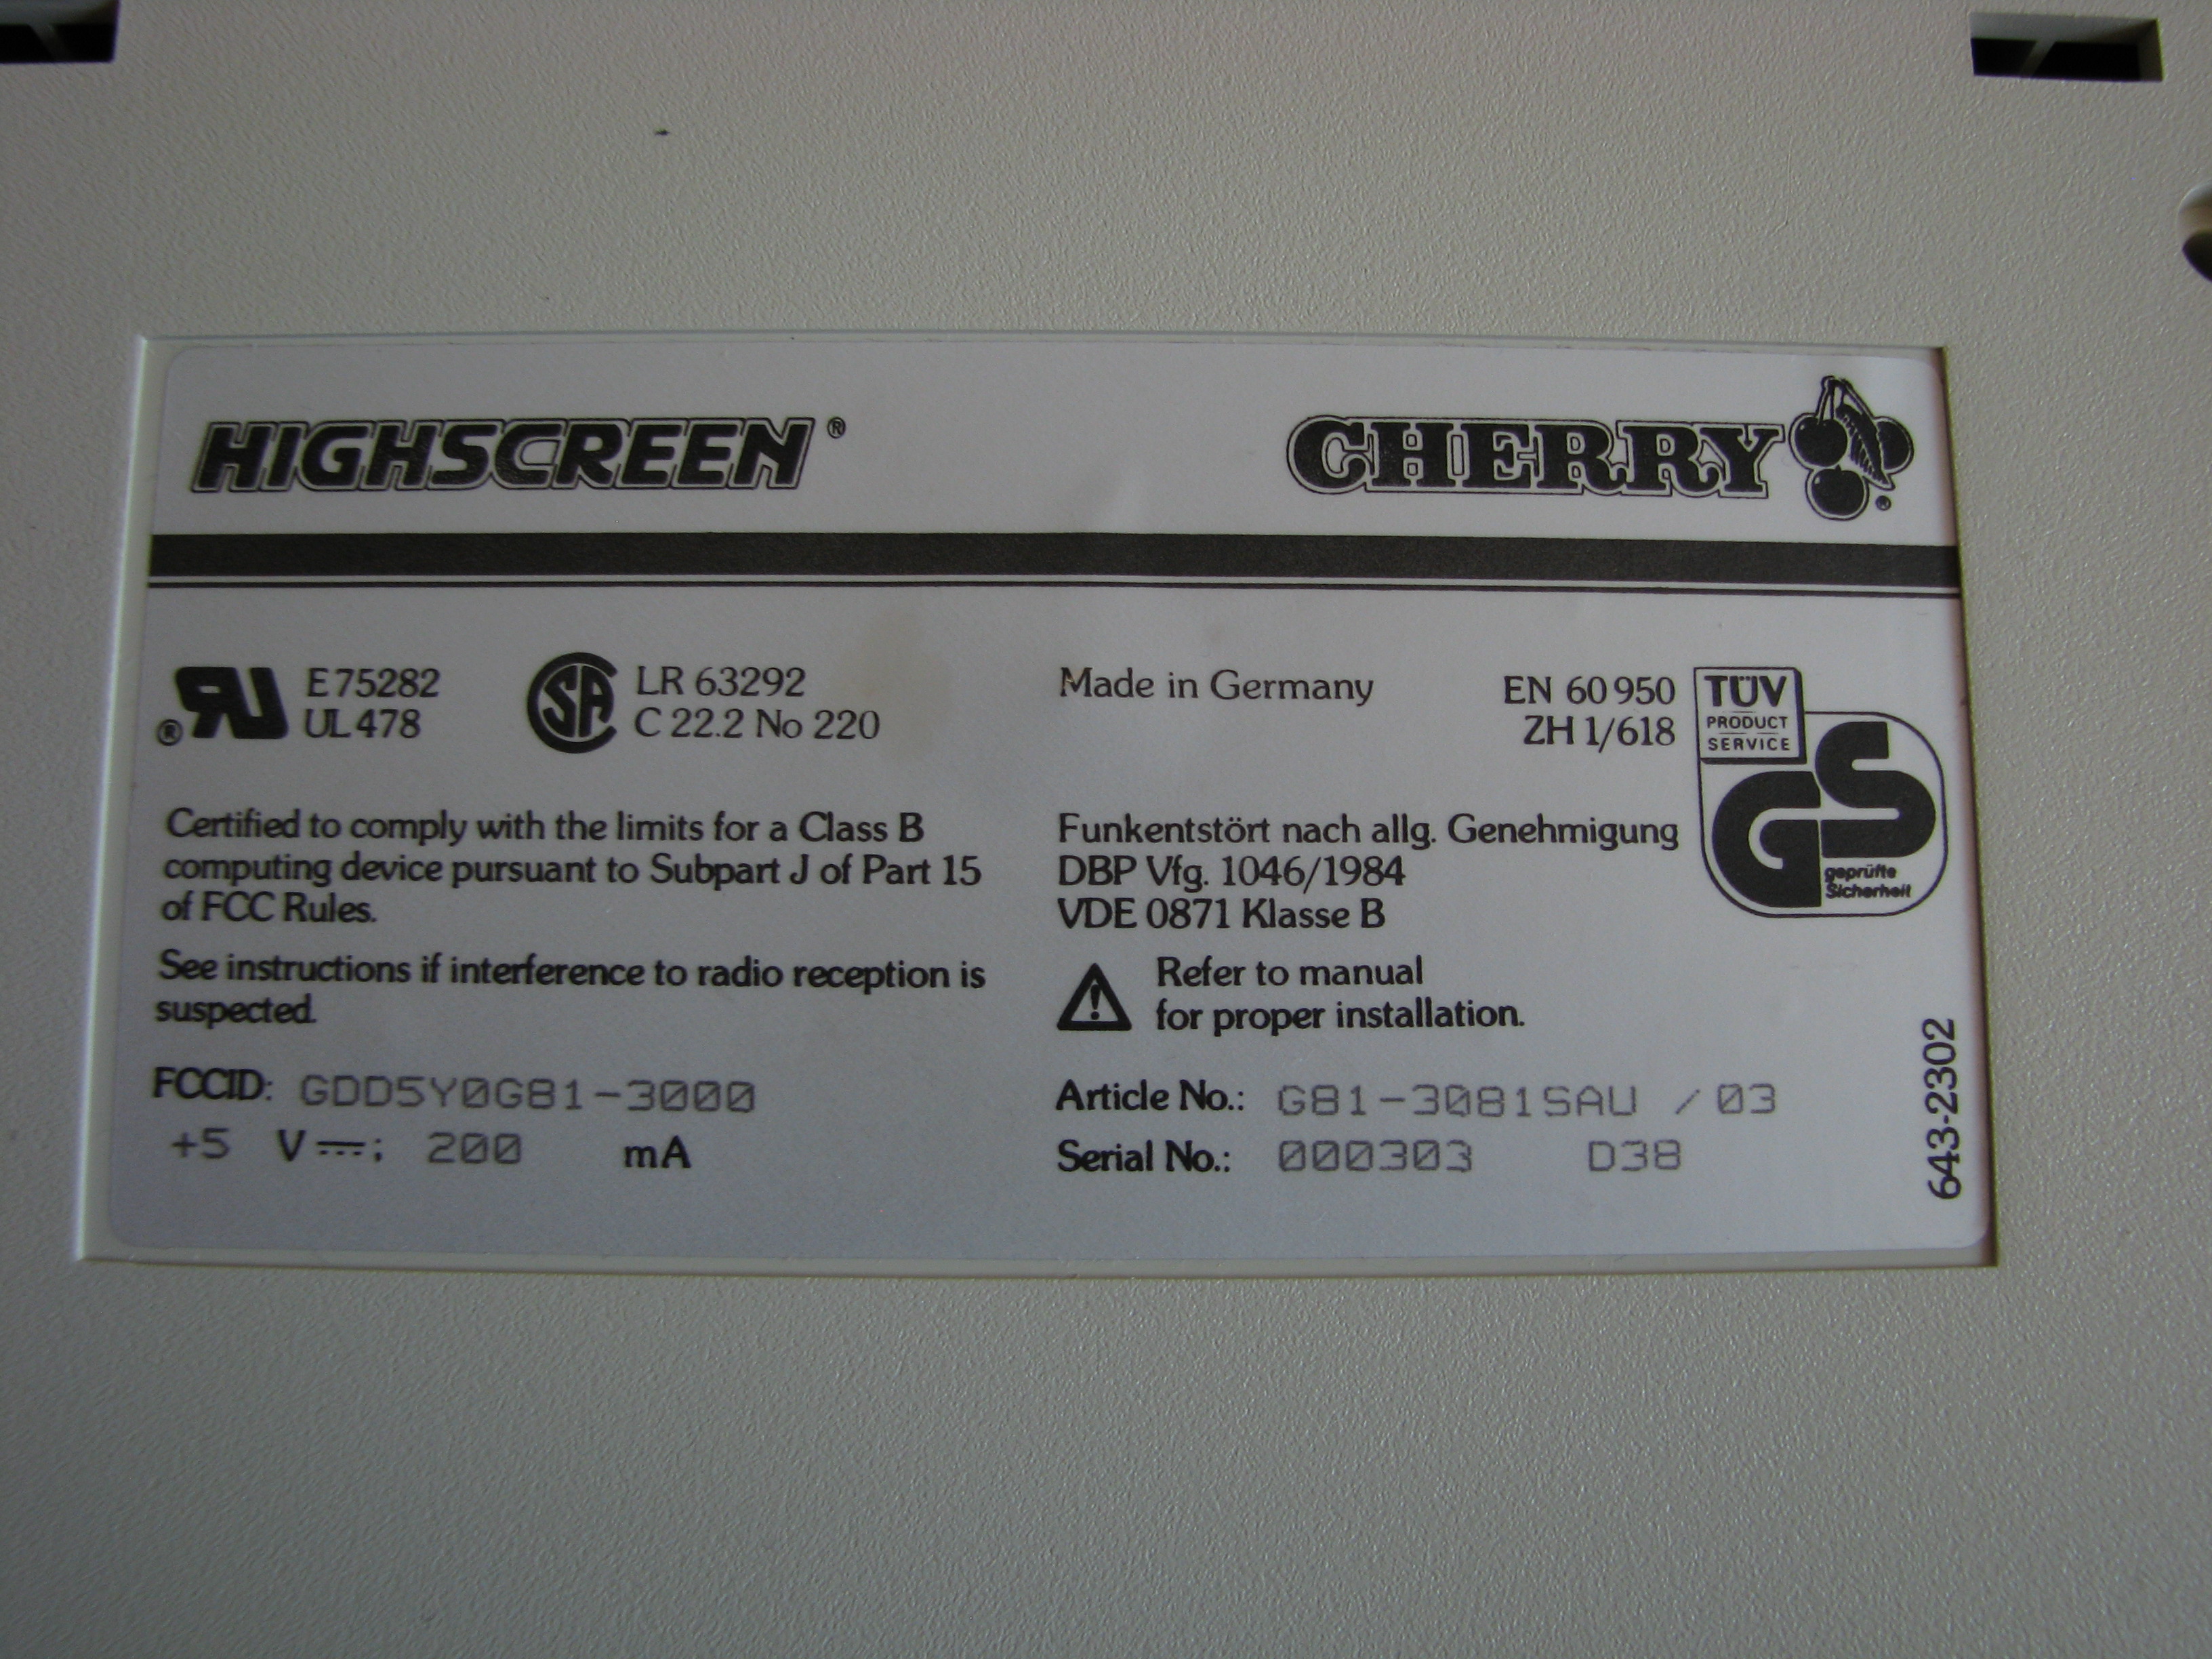 HIGHSCREEN®
CHERRY®
E75282
UL 478
SA
LR 63292
C 22.2 No 220
Made in Germany
EN 60950
ZH 1/618
TÜV
PRODUCT
SERVICE
GS
geprüfte
Sicherheit
Certified to comply with the limits for a Class B
computing device pursuant to Subpart J of Part 15
of FCC Rules.
See instructions if interference to radio reception is
suspected.
FCCID: GDD5Y0G81-3000
+5 V⎓; 200 mA
Funkentstört nach allg. Genehmigung
DBP Vfg. 1046/1984
VDE 0871 Klasse B
Refer to manual
for proper installation.
Article No.: G81-3081SAU /03
Serial No.: 000303 D38
643-2302